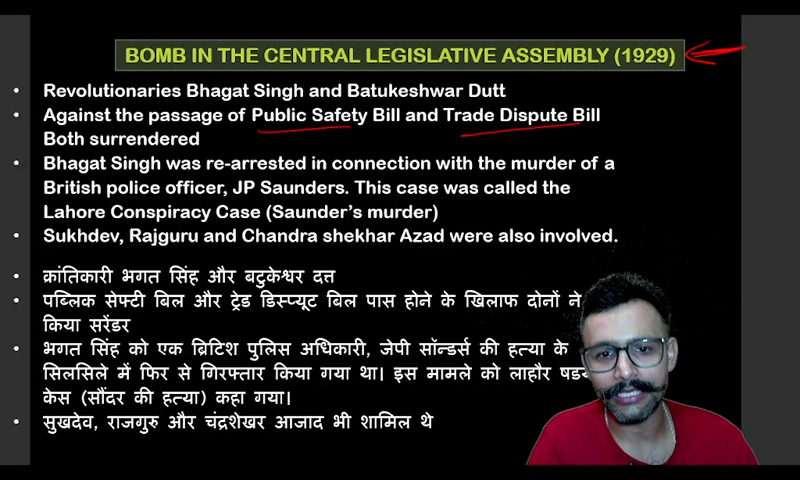 BOMB IN THE CENTRAL LEGISLATIVE ASSEMBLY (1929)
• Revolutionaries Bhagat Singh and Batukeshwar Dutt
• Against the passage of Public Safety Bill and Trade Dispute Bill
Both surrendered
• Bhagat Singh was re-arrested in connection with the murder of a
British police officer, JP Saunders. This case was called the
Lahore Conspiracy Case (Saunder's murder)
• Sukhdev, Rajguru and Chandra shekhar Azad were also involved.
• क्रांतिकारी भगत सिंह और बटुकेश्वर दत्त
• पब्लिक सेफ्टी बिल और ट्रेड डिस्प्यूट बिल पास होने के खिलाफ दोनों ने
किया सरेंडर
• भगत सिंह को एक ब्रिटिश पुलिस अधिकारी, जेपी सॉन्डर्स की हत्या के
सिलसिले में फिर से गिरफ्तार किया गया था। इस मामले को लाहौर
केस (सौंदर की हत्या) कहा गया।
• सुखदेव, राजगुरु और चंद्रशेखर आजाद भी शामिल थे